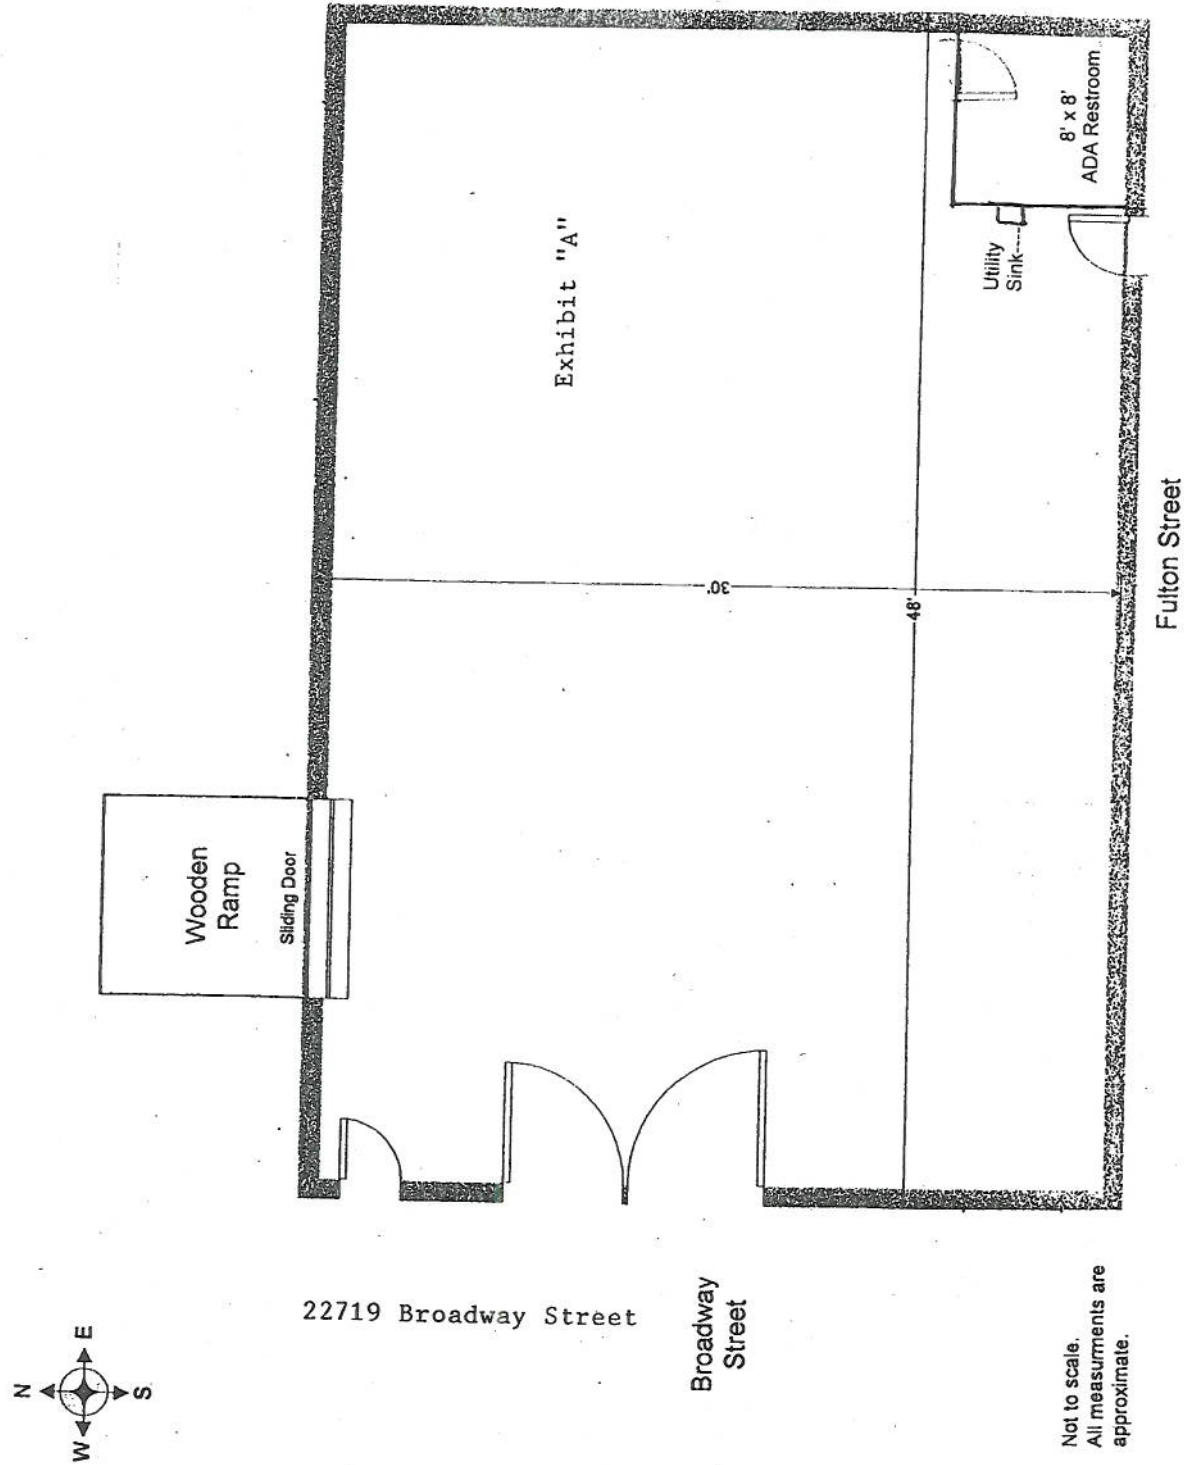 N
W
E
S
Wooden
Ramp
Sliding Door
Exhibit "A"
30'
48'
Utility
Sink
8' x 8'
ADA Restroom
22719 Broadway Street
Broadway
Street
Fulton Street
Not to scale.
All measurments are
approximate.